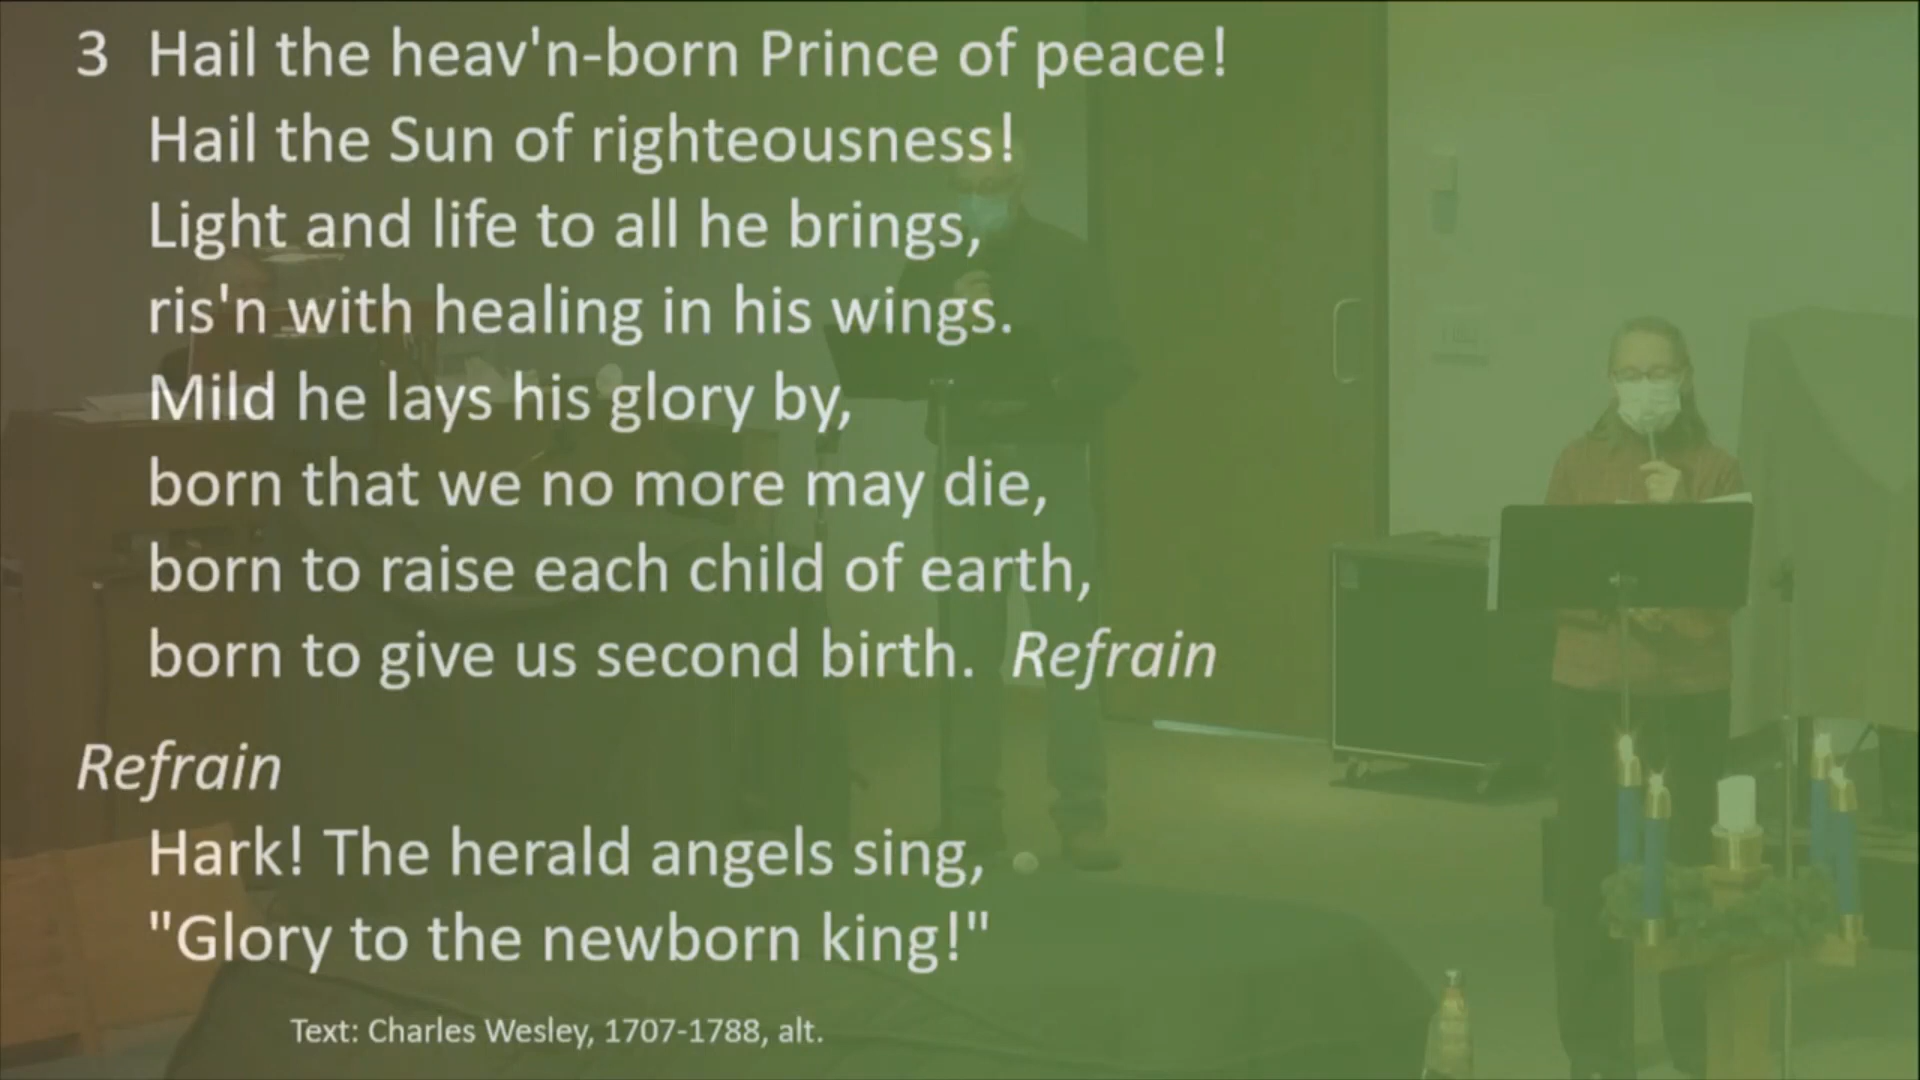 3 Hail the heav'n-born Prince of peace!
Hail the Sun of righteousness!
Light and life to all he brings,
ris'n with healing in his wings.
Mild he lays his glory by,
born that we no more may die,
born to raise each child of earth,
born to give us second birth. Refrain
Refrain
Hark! The herald angels sing,
"Glory to the newborn king!"
Text: Charles Wesley, 1707-1788, alt.